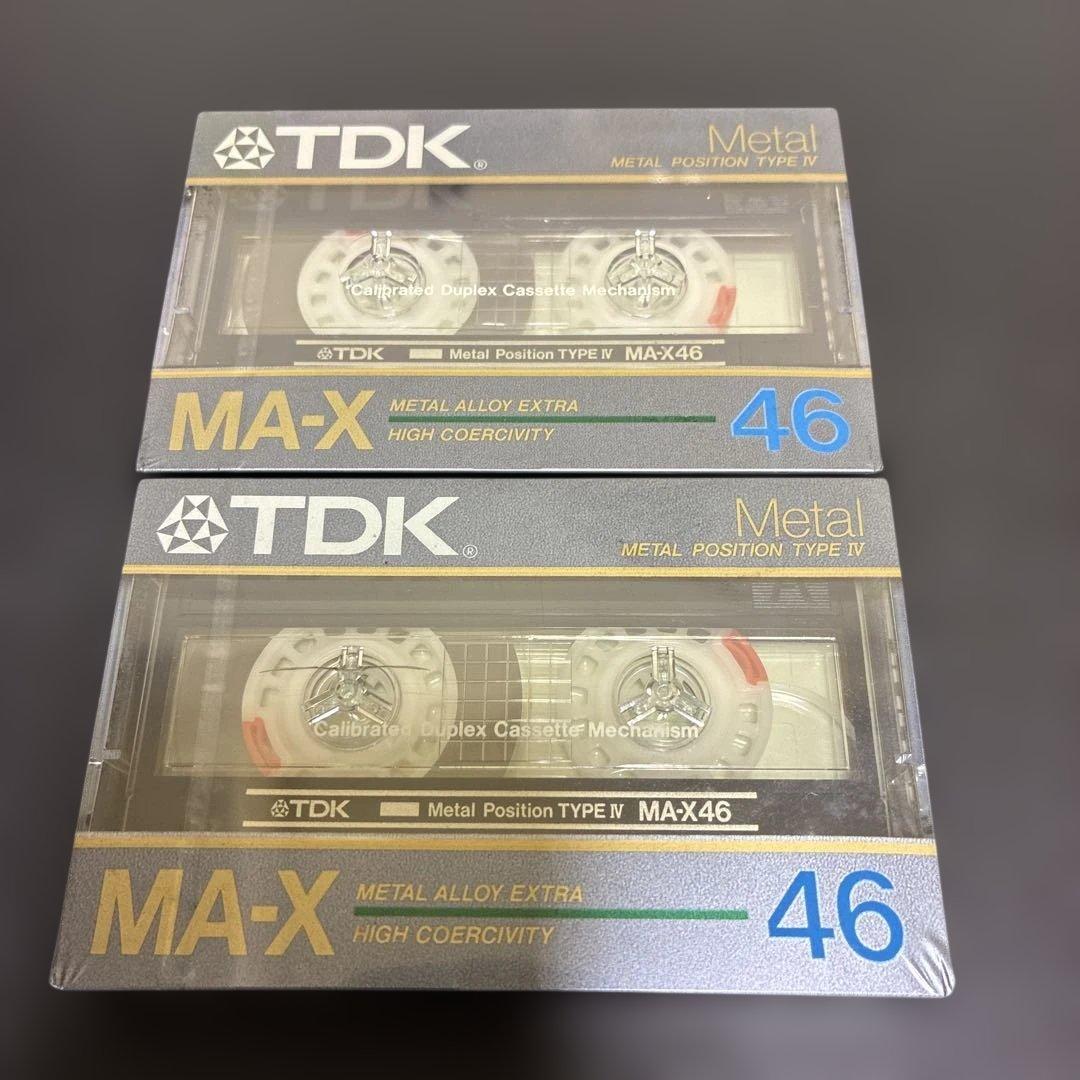 TDK®
Metal
METAL POSITION TYPE IV
Calibrated Duplex Cassette Mechanism
TDK Metal Position TYPE IV MA-X46
MA-X METAL ALLOY EXTRA 46
HIGH COERCIVITY
TDK®
Metal
METAL POSITION TYPE IV
A
Calibrated Duplex Cassette Mechanism
TDK Metal Position TYPE IV MA-X46
MA-X METAL ALLOY EXTRA 46
HIGH COERCIVITY